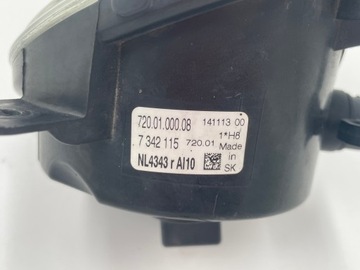 720.01.000.08 141113 00
1*H8
7 342 115 720.01 Made
in
NL4343 r AI10 SK